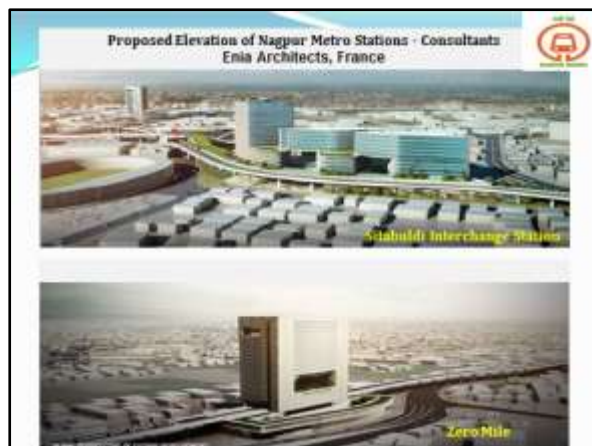 Proposed Elevation of Nagpur Metro Stations - Consultants
Enia Architects, France
Sitabuldi Interchange Station
Zero Mile